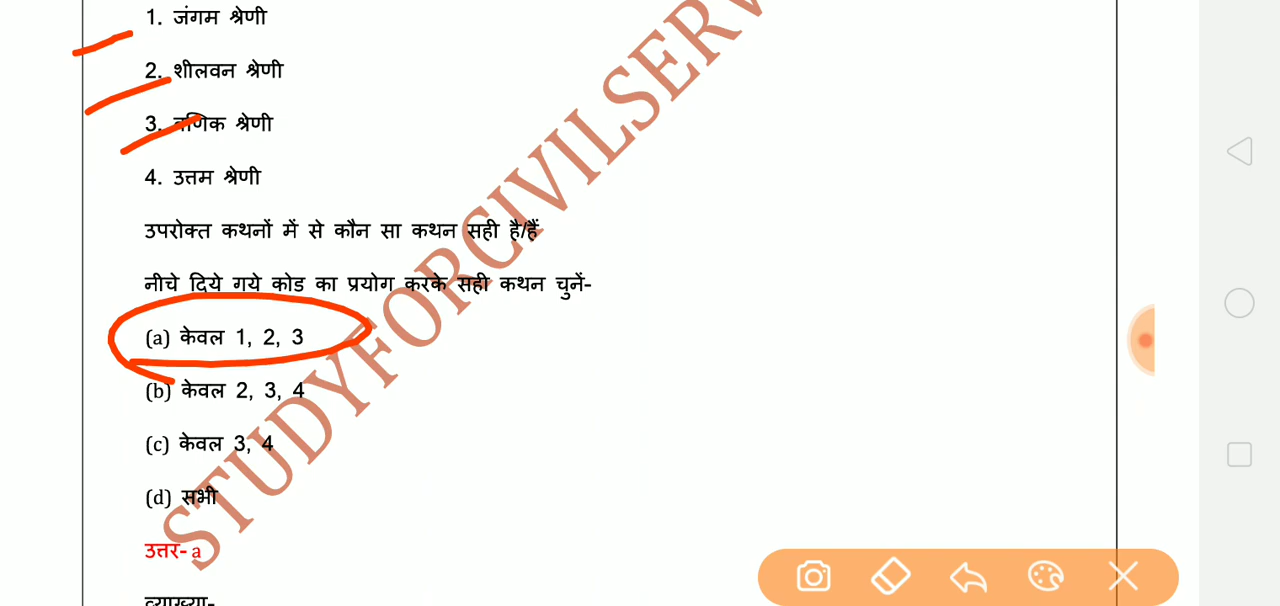 1. जंगम श्रेणी
2. शीलवन श्रेणी
3. वणिक श्रेणी
4. उत्तम श्रेणी
उपरोक्त कथनों में से कौन सा कथन सही है/हैं
नीचे दिये गये कोड का प्रयोग करके सही कथन चुनें-
(a) केवल 1, 2, 3
(b) केवल 2, 3, 4
(c) केवल 3, 4
(d) सभी
उत्तर- a
व्याख्या-
STUDYFORCIVILSERV